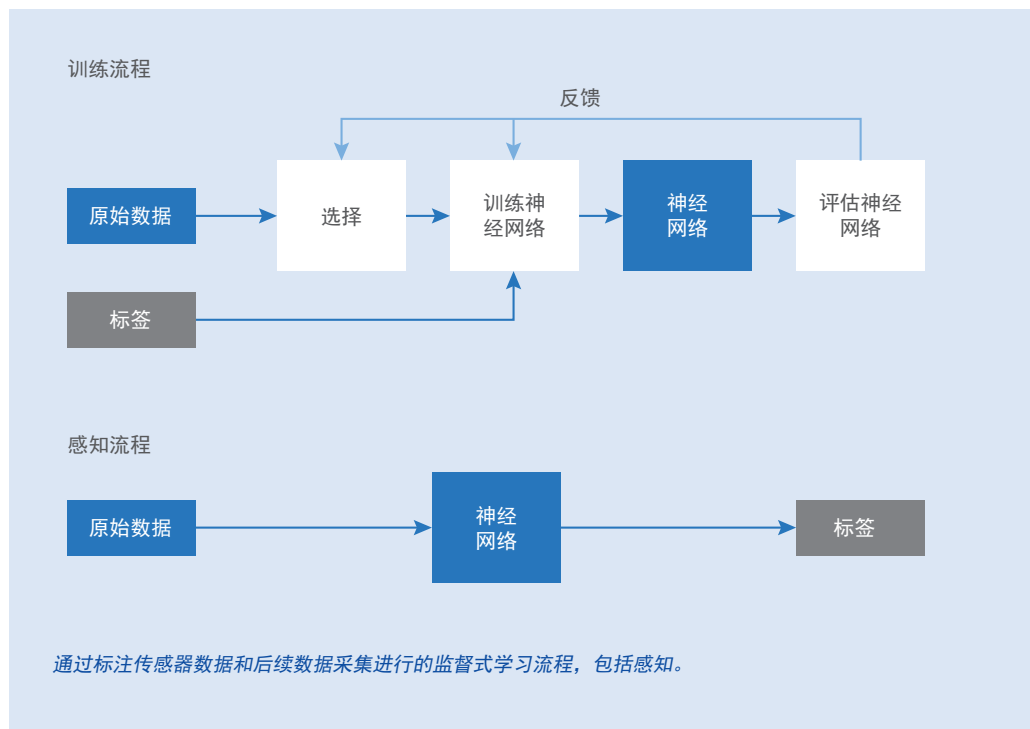 训练流程
反馈
原始数据
选择
训练神
经网络
神经
网络
评估神经
网络
标签
感知流程
原始数据
神经
网络
标签
通过标注传感器数据和后续数据采集进行的监督式学习流程，包括感知。